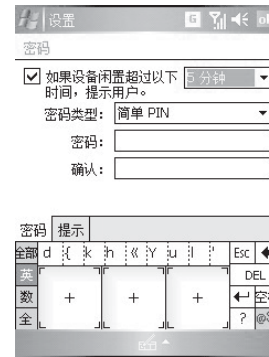 设置 G ok
密码
如果设备闲置超过以下 5 分钟
时间，提示用户。
密码类型： 简单 PIN
密码：
确认：
密码 提示
全部 d { k h 《 Y u l ' Esc
英 DEL
数 + + + 空
全 ?